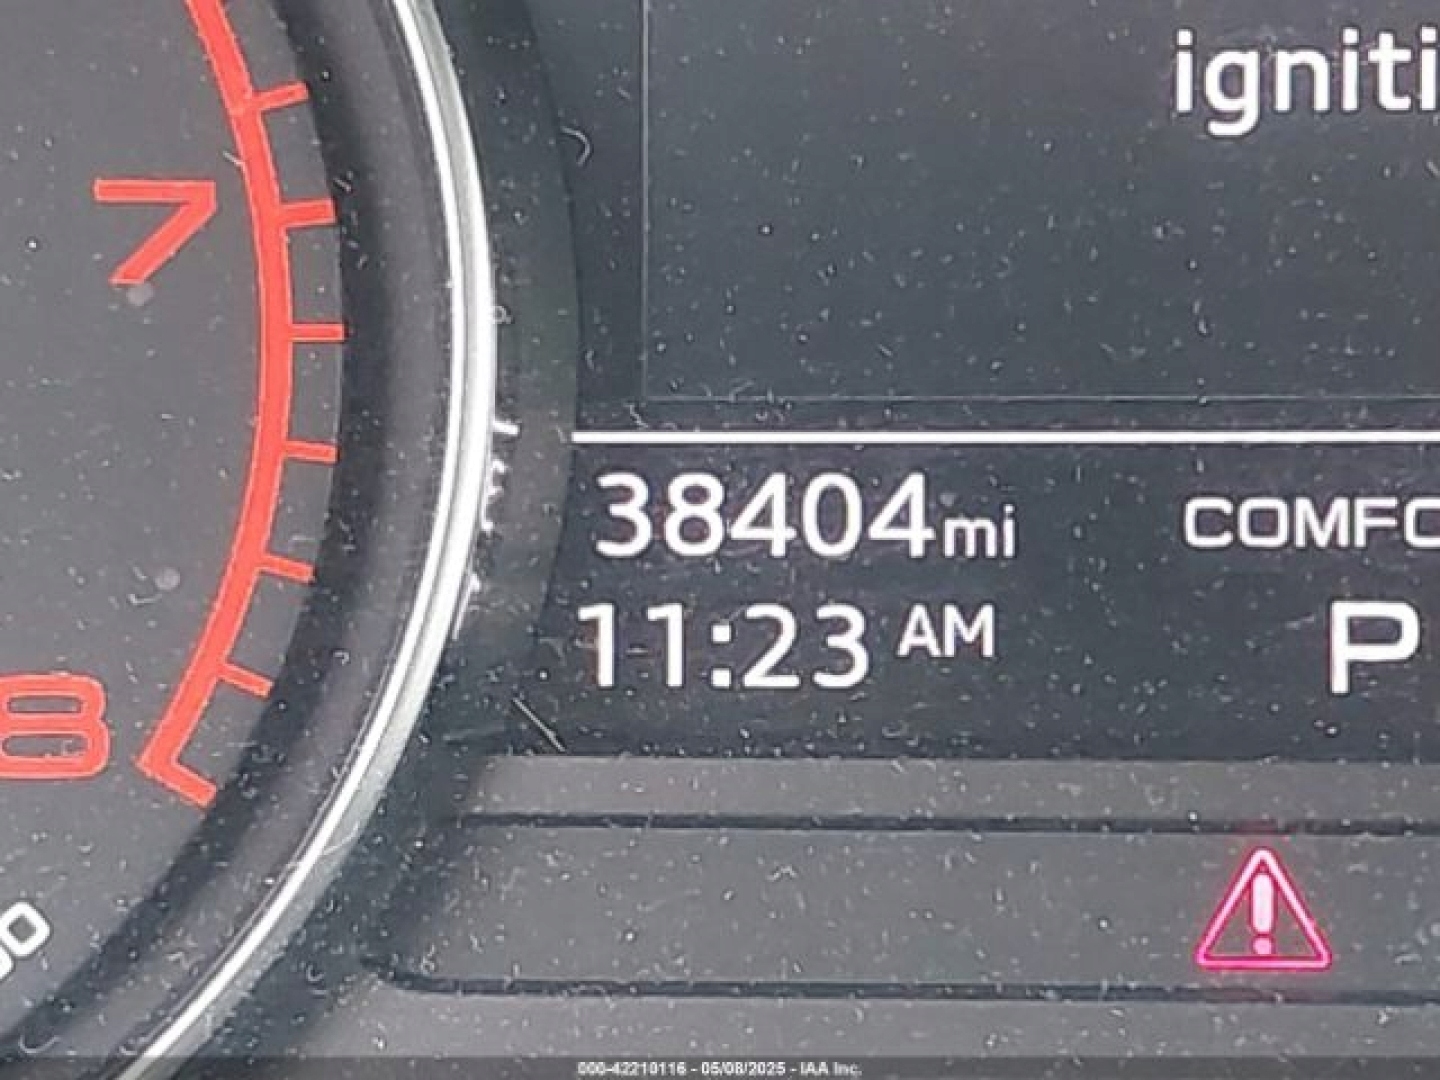 igniti
7
38404mi
COMFO
11:23 AM
P
8
000-42210116 - 05/08/2025 - IAA Inc.